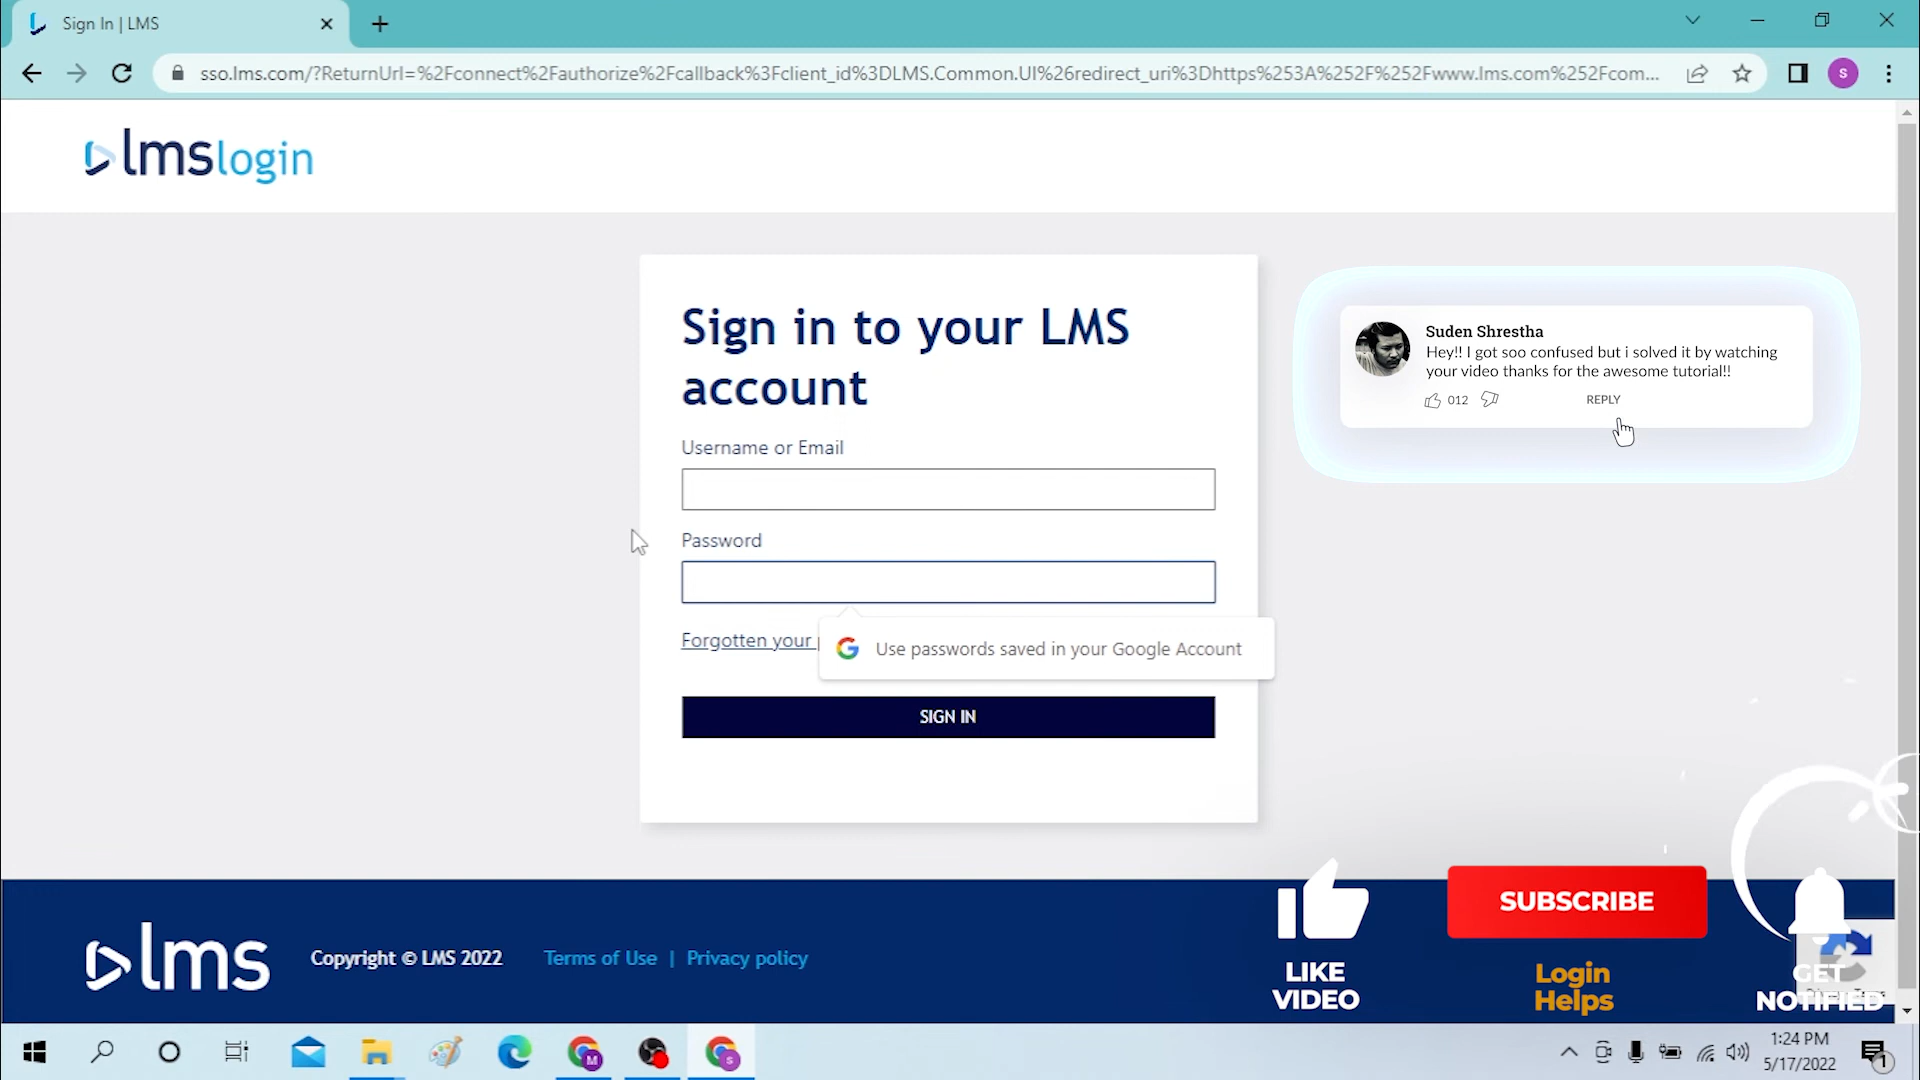 Sign In | LMS
sso.lms.com/?ReturnUrl=%2Fconnect%2Fauthorize%2Fcallback%3Fclient_id%3DLMS.Common.UI%26redirect_uri%3Dhttps%253A%252F%252Fwww.lms.com%252Fcom...
S
lmslogin
Sign in to your LMS
account
Suden Shrestha
Hey!! I got soo confused but i solved it by watching
your video thanks for the awesome tutorial!!
012
REPLY
Username or Email
Password
Forgotten your
Use passwords saved in your Google Account
SIGN IN
lms
Copyright © LMS 2022
Terms of Use | Privacy policy
LIKE
VIDEO
SUBSCRIBE
Login
Helps
GET
NOTIFIED
M
S
1:24 PM
5/17/2022
1